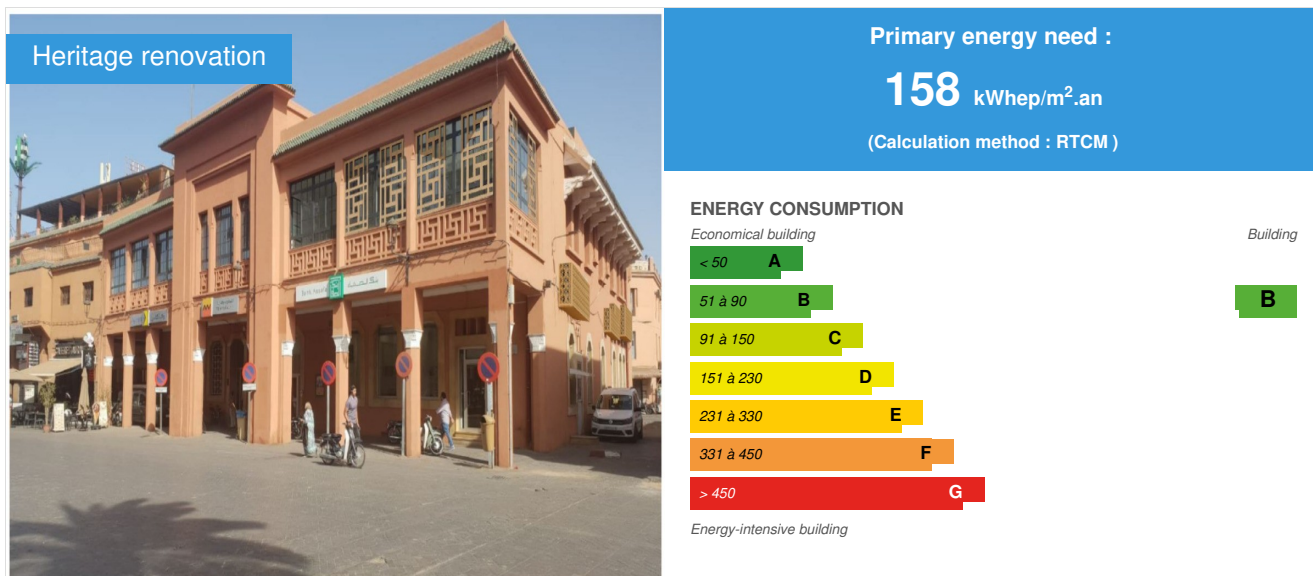 Heritage renovation
Primary energy need :
158 kWhep/m².an
(Calculation method : RTCM )
ENERGY CONSUMPTION
Economical building
Building
< 50 A
51 à 90 B
B
91 à 150 C
151 à 230 D
231 à 330 E
331 à 450 F
> 450 G
Energy-intensive building